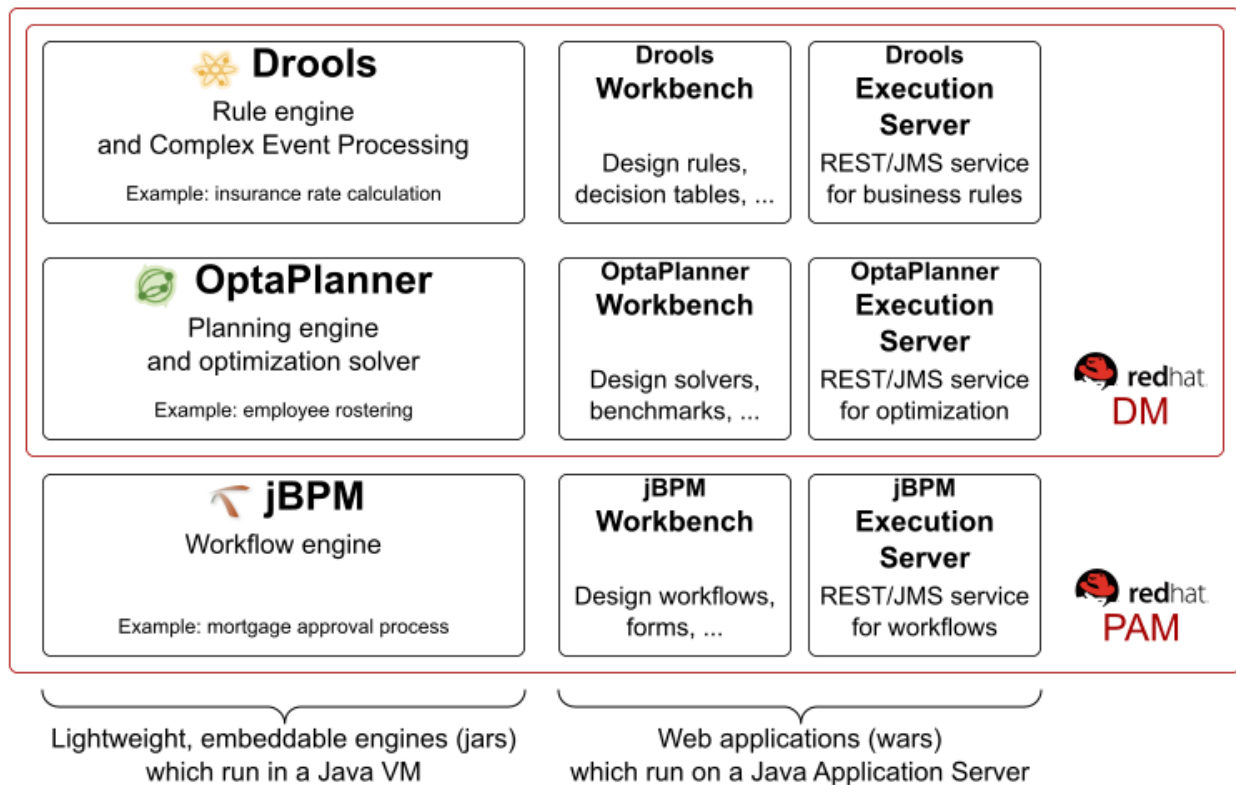 Drools
Rule engine
and Complex Event Processing
Example: insurance rate calculation
Drools
Workbench
Design rules,
decision tables, ...
Drools
Execution
Server
REST/JMS service
for business rules
OptaPlanner
Planning engine
and optimization solver
Example: employee rostering
OptaPlanner
Workbench
Design solvers,
benchmarks, ...
OptaPlanner
Execution
Server
REST/JMS service
for optimization
redhat.
DM
jBPM
Workflow engine
Example: mortgage approval process
jBPM
Workbench
Design workflows,
forms, ...
jBPM
Execution
Server
REST/JMS service
for workflows
redhat.
PAM
Lightweight, embeddable engines (jars)
which run in a Java VM
Web applications (wars)
which run on a Java Application Server